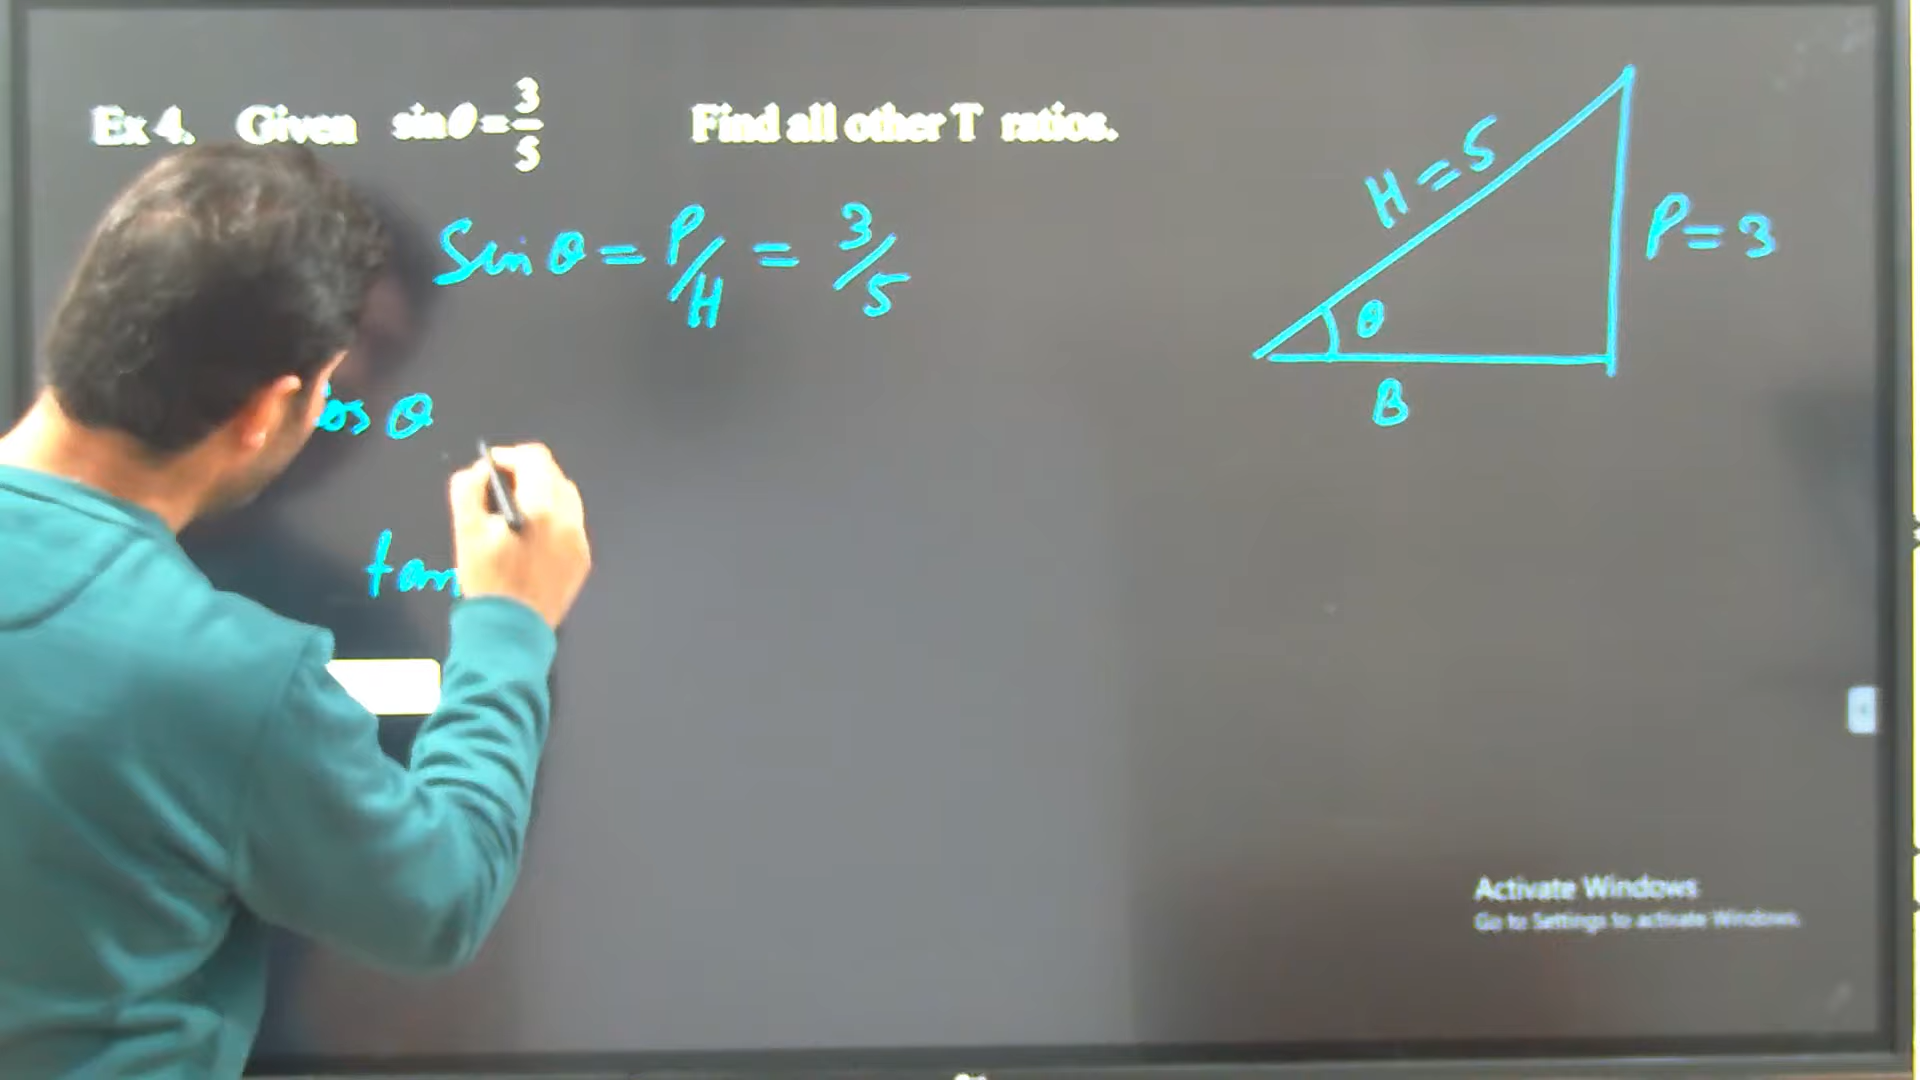 Ex 4. Given sinθ = 3/5 Find all other T ratios.
Sin θ = P/H = 3/5
H = 5
P = 3
θ
B
cos θ
tan
Activate Windows
Go to Settings to activate Windows.